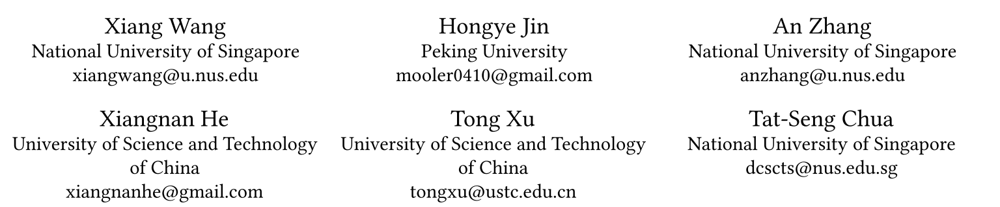 Xiang Wang
National University of Singapore
xiangwang@u.nus.edu
Hongye Jin
Peking University
mooler0410@gmail.com
An Zhang
National University of Singapore
anzhang@u.nus.edu
Xiangnan He
University of Science and Technology
of China
xiangnanhe@gmail.com
Tong Xu
University of Science and Technology
of China
tongxu@ustc.edu.cn
Tat-Seng Chua
National University of Singapore
dcscts@nus.edu.sg